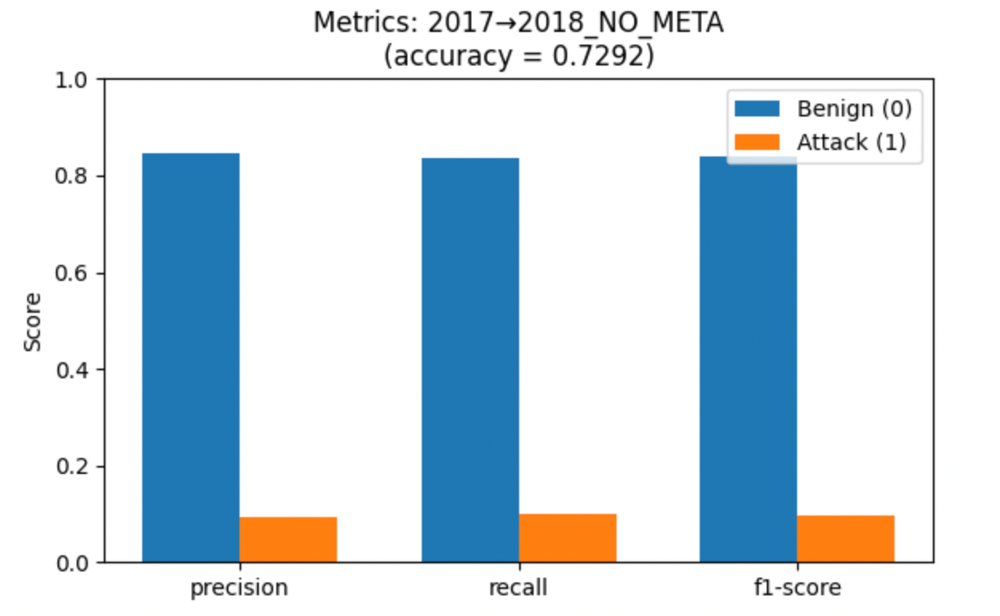 Metrics: 2017→2018_NO_META
(accuracy = 0.7292)
1.0
0.8
0.6
0.4
0.2
0.0
Score
Benign (0)
Attack (1)
precision
recall
f1-score